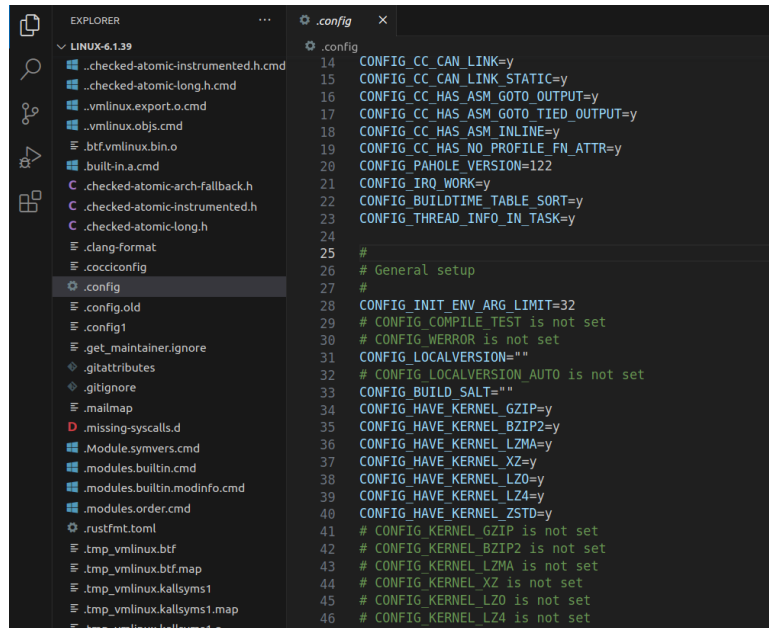 EXPLORER
···
.config
LINUX-6.1.39
.config
..checked-atomic-instrumented.h.cmd
..checked-atomic-long.h.cmd
..vmlinux.export.o.cmd
..vmlinux.objs.cmd
.btf.vmlinux.bin.o
.built-in.a.cmd
C .checked-atomic-arch-fallback.h
C .checked-atomic-instrumented.h
C .checked-atomic-long.h
.clang-format
.cocciconfig
.config
.config.old
.config1
.get_maintainer.ignore
.gitattributes
.gitignore
.mailmap
D .missing-syscalls.d
.Module.symvers.cmd
.modules.builtin.cmd
.modules.builtin.modinfo.cmd
.modules.order.cmd
.rustfmt.toml
.tmp_vmlinux.btf
.tmp_vmlinux.btf.map
.tmp_vmlinux.kallsyms1
.tmp_vmlinux.kallsyms1.map
14 CONFIG_CC_CAN_LINK=y
15 CONFIG_CC_CAN_LINK_STATIC=y
16 CONFIG_CC_HAS_ASM_GOTO_OUTPUT=y
17 CONFIG_CC_HAS_ASM_GOTO_TIED_OUTPUT=y
18 CONFIG_CC_HAS_ASM_INLINE=y
19 CONFIG_CC_HAS_NO_PROFILE_FN_ATTR=y
20 CONFIG_PAHOLE_VERSION=122
21 CONFIG_IRQ_WORK=y
22 CONFIG_BUILDTIME_TABLE_SORT=y
23 CONFIG_THREAD_INFO_IN_TASK=y
24
25 #
26 # General setup
27 #
28 CONFIG_INIT_ENV_ARG_LIMIT=32
29 # CONFIG_COMPILE_TEST is not set
30 # CONFIG_WERROR is not set
31 CONFIG_LOCALVERSION=""
32 # CONFIG_LOCALVERSION_AUTO is not set
33 CONFIG_BUILD_SALT=""
34 CONFIG_HAVE_KERNEL_GZIP=y
35 CONFIG_HAVE_KERNEL_BZIP2=y
36 CONFIG_HAVE_KERNEL_LZMA=y
37 CONFIG_HAVE_KERNEL_XZ=y
38 CONFIG_HAVE_KERNEL_LZO=y
39 CONFIG_HAVE_KERNEL_LZ4=y
40 CONFIG_HAVE_KERNEL_ZSTD=y
41 # CONFIG_KERNEL_GZIP is not set
42 # CONFIG_KERNEL_BZIP2 is not set
43 # CONFIG_KERNEL_LZMA is not set
44 # CONFIG_KERNEL_XZ is not set
45 # CONFIG_KERNEL_LZO is not set
46 # CONFIG_KERNEL_LZ4 is not set